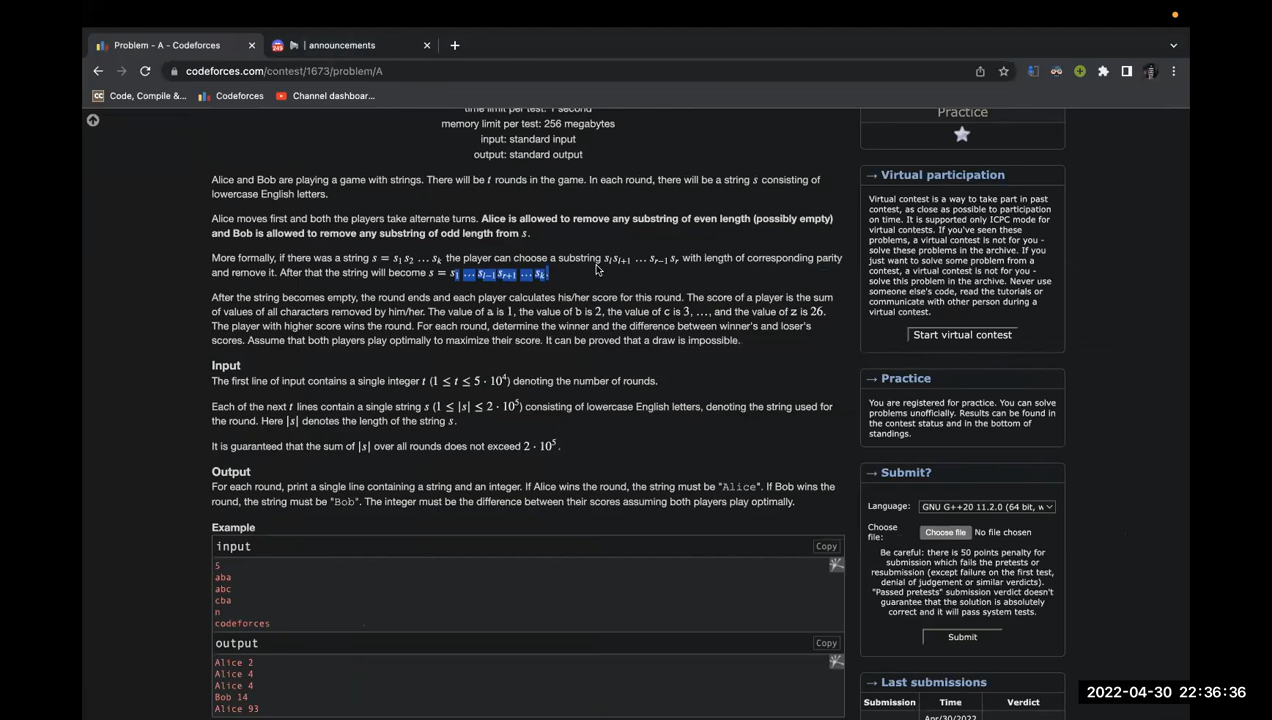 Problem - A - Codeforces
249
announcements
codeforces.com/contest/1673/problem/A
CC Code, Compile &...
Codeforces
Channel dashboar...
time limit per test: 1 second
memory limit per test: 256 megabytes
input: standard input
output: standard output
Alice and Bob are playing a game with strings. There will be t rounds in the game. In each round, there will be a string s consisting of
lowercase English letters.
Alice moves first and both the players take alternate turns. Alice is allowed to remove any substring of even length (possibly empty)
and Bob is allowed to remove any substring of odd length from s.
More formally, if there was a string s = s₁s₂ … sₖ the player can choose a substring sₗsₗ₊₁ … sᵣ₋₁sᵣ with length of corresponding parity
and remove it. After that the string will become s = s₁ … sₗ₋₁sᵣ₊₁ … sₖ.
After the string becomes empty, the round ends and each player calculates his/her score for this round. The score of a player is the sum
of values of all characters removed by him/her. The value of a is 1, the value of b is 2, the value of c is 3, …, and the value of z is 26.
The player with higher score wins the round. For each round, determine the winner and the difference between winner's and loser's
scores. Assume that both players play optimally to maximize their score. It can be proved that a draw is impossible.
Input
The first line of input contains a single integer t (1 ≤ t ≤ 5 · 10⁴) denoting the number of rounds.
Each of the next t lines contain a single string s (1 ≤ |s| ≤ 2 · 10⁵) consisting of lowercase English letters, denoting the string used for
the round. Here |s| denotes the length of the string s.
It is guaranteed that the sum of |s| over all rounds does not exceed 2 · 10⁵.
Output
For each round, print a single line containing a string and an integer. If Alice wins the round, the string must be "Alice". If Bob wins the
round, the string must be "Bob". The integer must be the difference between their scores assuming both players play optimally.
Example
input
Copy
5
aba
abc
cba
n
codeforces
output
Copy
Alice 2
Alice 4
Alice 4
Bob 14
Alice 93
Practice
→ Virtual participation
Virtual contest is a way to take part in past
contest, as close as possible to participation
on time. It is supported only ICPC mode
for virtual contests. If you've seen these
problems, a virtual contest is not for you -
solve these problems in the archive. If you
just want to solve some problem from a
contest, a virtual contest is not for you -
solve this problem in the archive. Never
use someone else's code, read the tutorials or
communicate with other person during a
virtual contest.
Start virtual contest
→ Practice
You are registered for practice. You can solve
problems unofficially. Results can be found in
the contest status and in the bottom of
standings.
→ Submit?
Language:
GNU G++20 11.2.0 (64 bit, w
Choose
file:
Choose file No file chosen
Be careful: there is 50 points penalty for
submission which fails the pretests or
resubmission (except failure on the first test,
denial of judgement or similar verdicts).
"Passed pretests" submission verdict doesn't
guarantee that the solution is absolutely
correct and it will pass system tests.
Submit
→ Last submissions
Submission Time Verdict
Apr/30/2022
2022-04-30 22:36:36